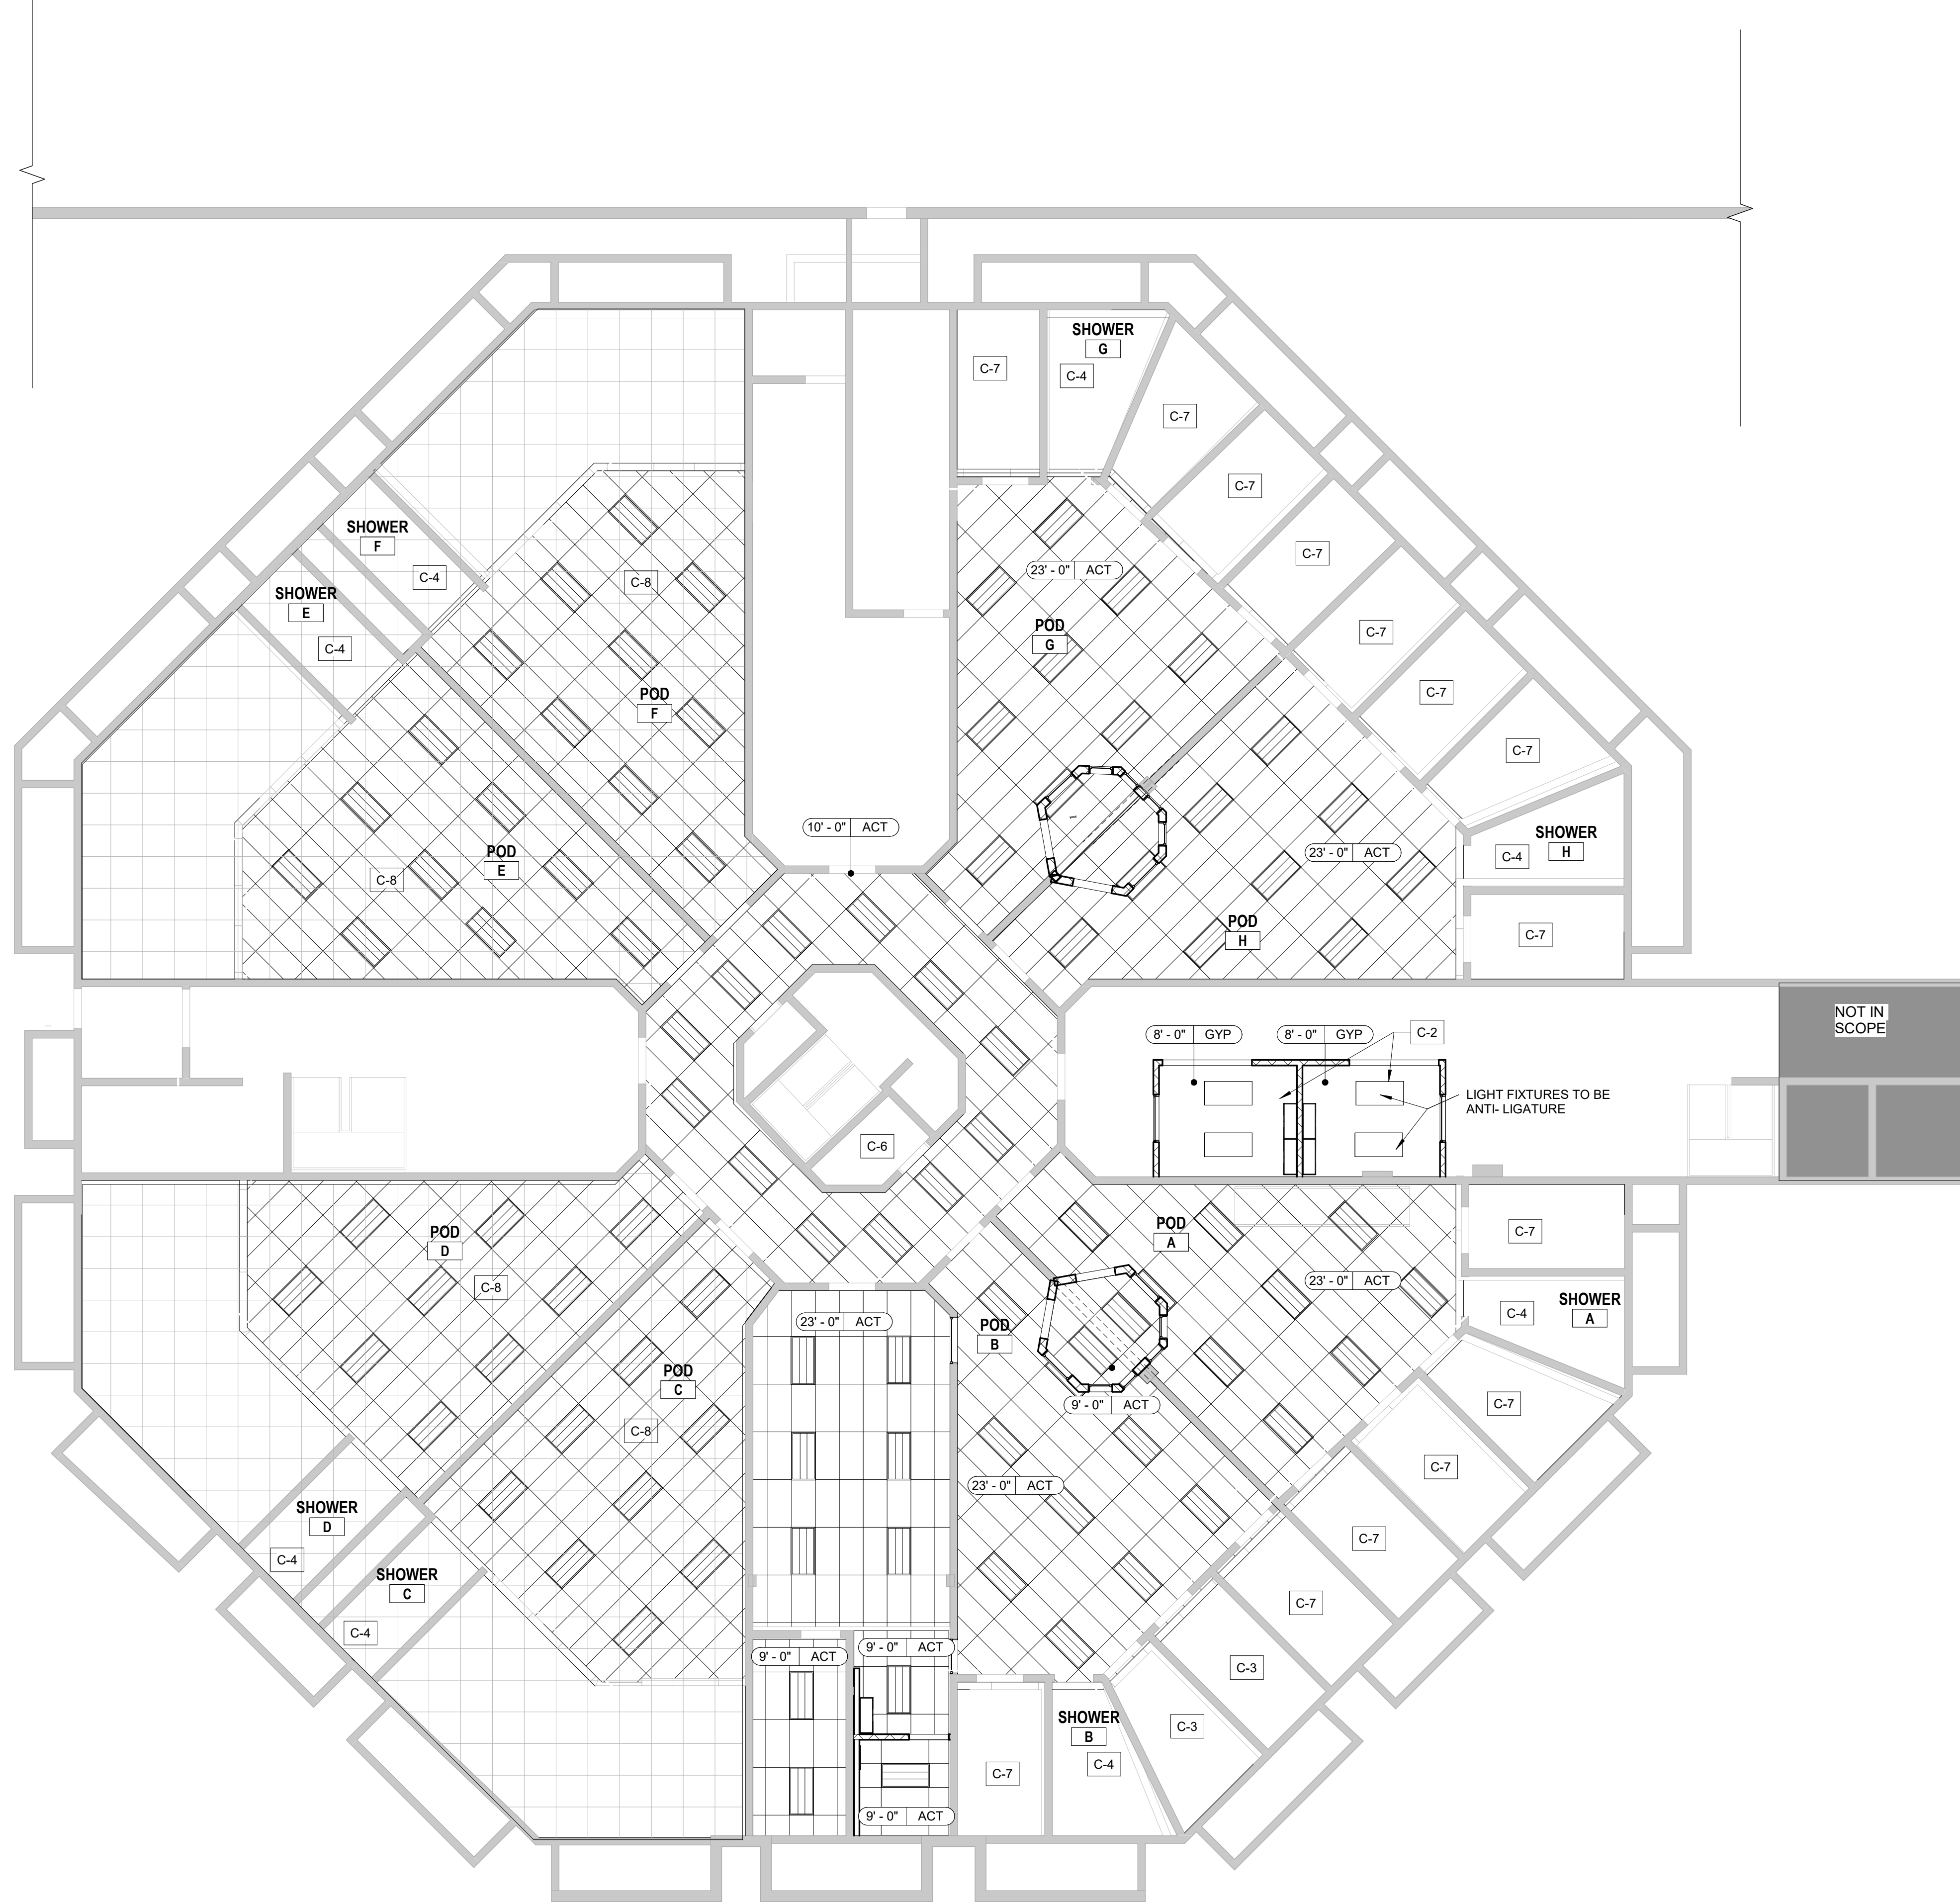 SHOWER
G
C-7
C-4
C-7
C-7
SHOWER
F
C-4
C-8
23' - 0" ACT
C-7
SHOWER
E
C-4
POD
G
C-7
POD
F
C-7
C-7
10' - 0" ACT
SHOWER
H
C-4
POD
E
C-8
23' - 0" ACT
POD
H
C-7
NOT IN
SCOPE
8' - 0" GYP
8' - 0" GYP
C-2
LIGHT FIXTURES TO BE
ANTI- LIGATURE
C-6
POD
D
C-8
POD
A
C-7
23' - 0" ACT
SHOWER
A
C-4
23' - 0" ACT
POD
B
POD
C
C-8
9' - 0" ACT
C-7
C-7
23' - 0" ACT
SHOWER
D
C-4
C-7
SHOWER
C
C-4
C-7
9' - 0" ACT
9' - 0" ACT
C-3
SHOWER
B
C-4
C-3
C-7
9' - 0" ACT